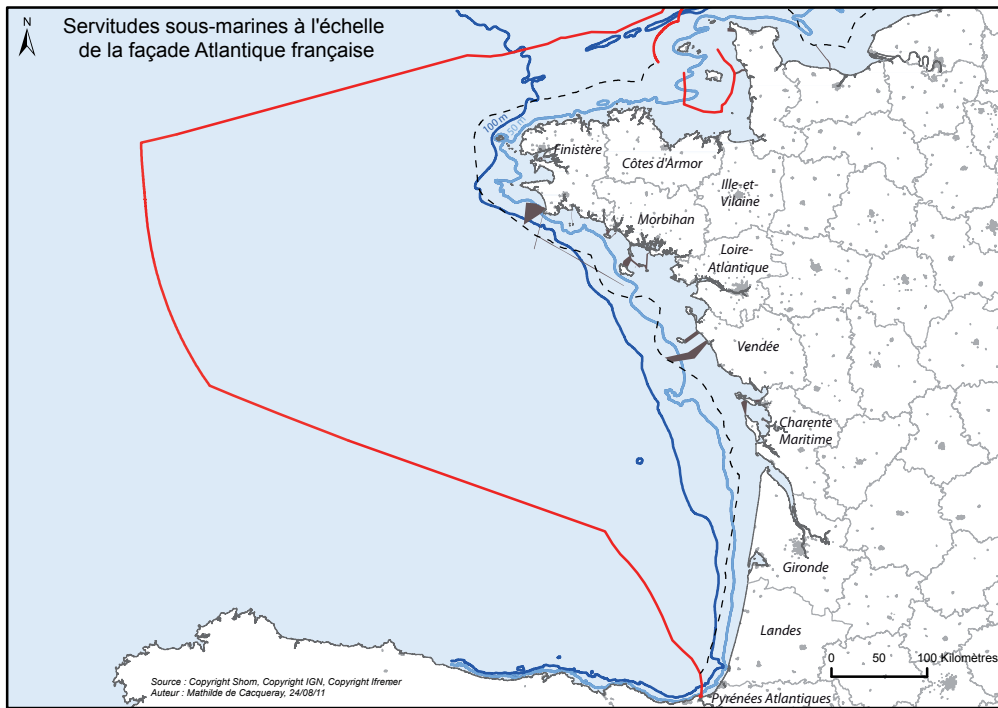 N
Servitudes sous-marines à l'échelle
de la façade Atlantique française
100 m
50 m
Finistère
Côtes d'Armor
Ille-et-
Vilaine
Morbihan
Loire-
Atlantique
Vendée
Charente
Maritime
Gironde
Landes
0 50 100 Kilomètres
Source : Copyright Shom, Copyright IGN, Copyright Ifremer
Auteur : Mathilde de Cacqueray, 24/08/11
Pyrénées Atlantiques